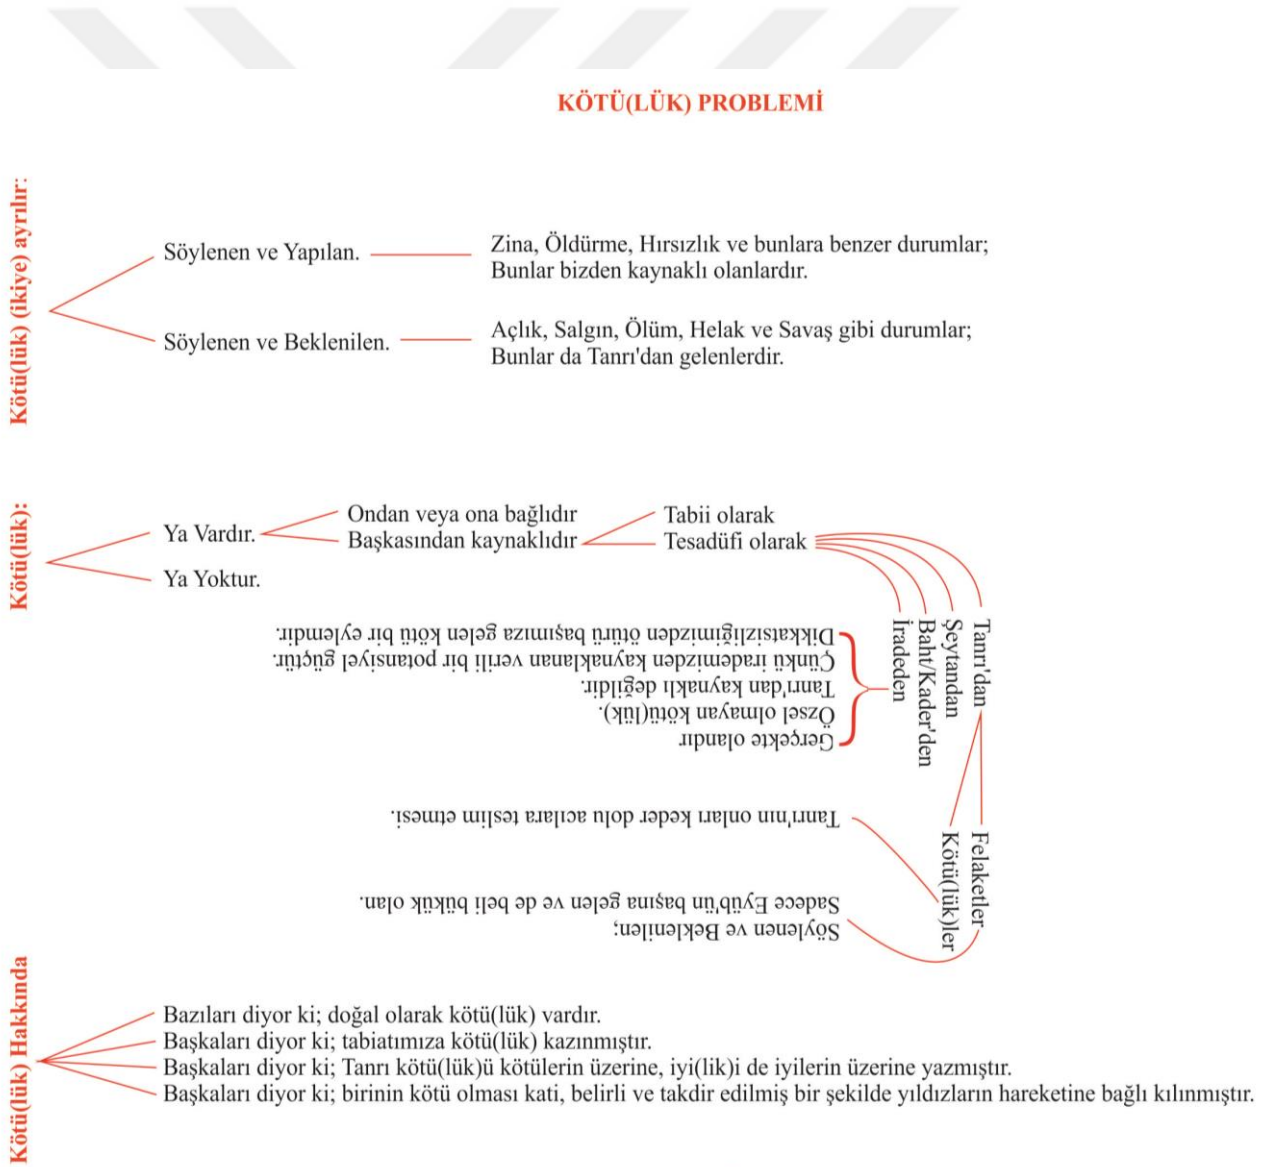 KÖTÜ(LÜK) PROBLEMİ
Kötü(lük) (ikiye) ayrılır:
Söylenen ve Yapılan.
Zina, Öldürme, Hırsızlık ve bunlara benzer durumlar;
Bunlar bizden kaynaklı olanlardır.
Söylenen ve Beklenilen.
Açlık, Salgın, Ölüm, Helak ve Savaş gibi durumlar;
Bunlar da Tanrı'dan gelenlerdir.
Kötü(lük):
Ya Vardır.
Ondan veya ona bağlıdır
Başkasından kaynaklıdır
Tabii olarak
Tesadüfi olarak
Ya Yoktur.
Tanrı'dan
Şeytandan
Baht/Kader'den
İradeden
Gerçekte olandır
Özsel olmayan kötü(lük).
Tanrı'dan kaynaklı değildir.
Çünkü irademizden kaynaklanan verili bir potansiyel güçtür.
Dikkatsizliğimizden ötürü başımıza gelen kötü bir eylemdir.
Felaketler
Kötü(lük)ler
Tanrı'nın onları keder dolu acılara teslim etmesi.
Söylenen ve Beklenilen;
Sadece Eyüb'ün başına gelen ve de beli bükük olan.
Kötü(lük) Hakkında
Bazıları diyor ki; doğal olarak kötü(lük) vardır.
Başkaları diyor ki; tabiatımıza kötü(lük) kazınmıştır.
Başkaları diyor ki; Tanrı kötü(lük)ü kötülerin üzerine, iyi(lik)i de iyilerin üzerine yazmıştır.
Başkaları diyor ki; birinin kötü olması kati, belirli ve takdir edilmiş bir şekilde yıldızların hareketine bağlı kılınmıştır.